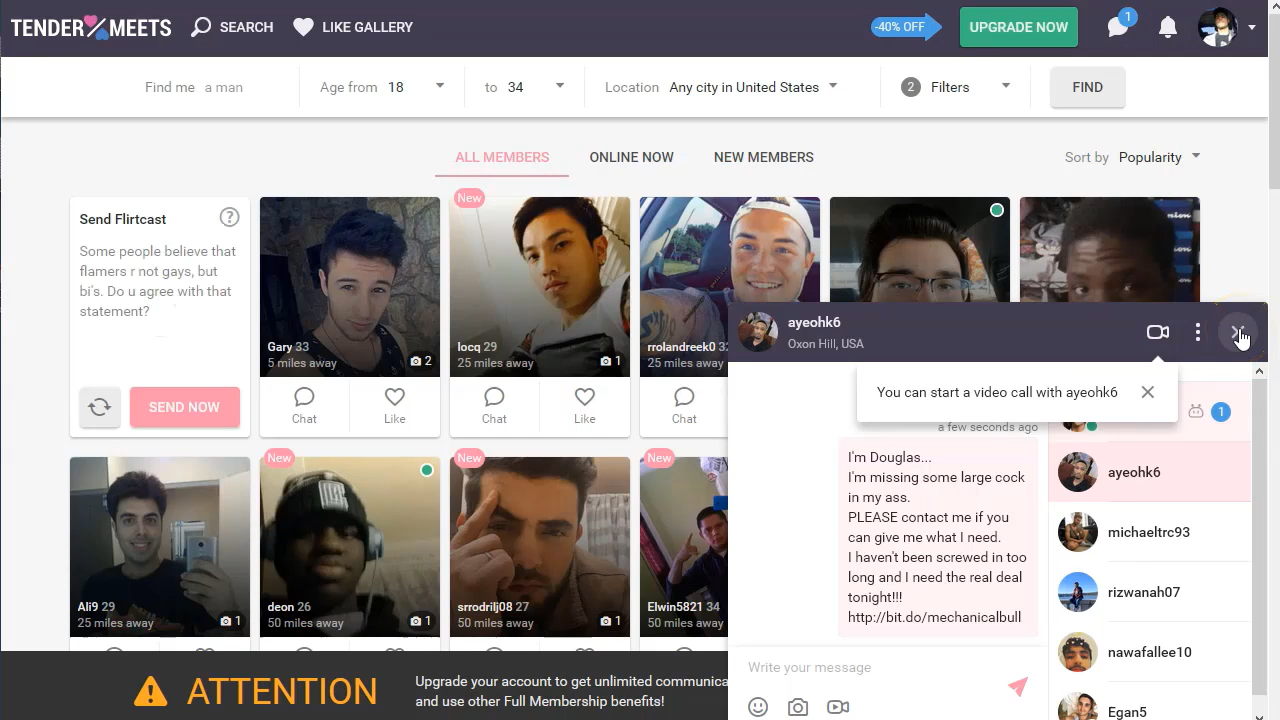 TENDER MEETS
SEARCH
LIKE GALLERY
-40% OFF
UPGRADE NOW
1
Find me a man
Age from 18
to 34
Location Any city in United States
2 Filters
FIND
ALL MEMBERS
ONLINE NOW
NEW MEMBERS
Sort by Popularity
Send Flirtcast
?
Some people believe that
flamers r not gays, but
bi's. Do u agree with that
statement?
SEND NOW
Gary 33
5 miles away
2
Chat
Like
New
locq 29
25 miles away
1
Chat
Like
rrolandreek0 32
25 miles away
Chat
Ali9 29
25 miles away
1
New
deon 26
50 miles away
1
New
srrodrilj08 27
50 miles away
1
New
Elwin5821 34
50 miles away
ayeohk6
Oxon Hill, USA
You can start a video call with ayeohk6
a few seconds ago
I'm Douglas...
I'm missing some large cock
in my ass.
PLEASE contact me if you
can give me what I need.
I haven't been screwed in too
long and I need the real deal
tonight!!!
http://bit.do/mechanicalbull
Write your message
1
ayeohk6
michaeltrc93
rizwanah07
nawafallee10
Egan5
ATTENTION
Upgrade your account to get unlimited communica
and use other Full Membership benefits!